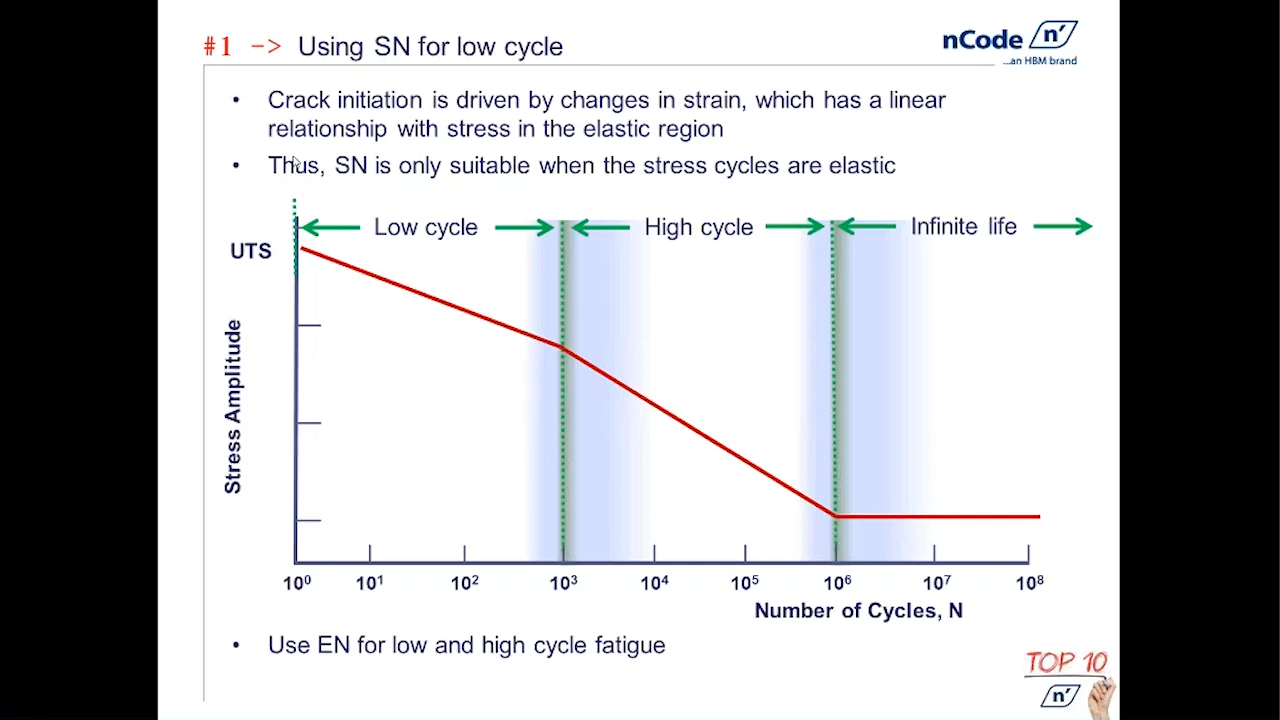 #1 -> Using SN for low cycle
nCode n'
...an HBM brand
• Crack initiation is driven by changes in strain, which has a linear
relationship with stress in the elastic region
• Thus, SN is only suitable when the stress cycles are elastic
Low cycle
High cycle
Infinite life
UTS
Stress Amplitude
10⁰ 10¹ 10² 10³ 10⁴ 10⁵ 10⁶ 10⁷ 10⁸
Number of Cycles, N
• Use EN for low and high cycle fatigue
TOP 10
n'